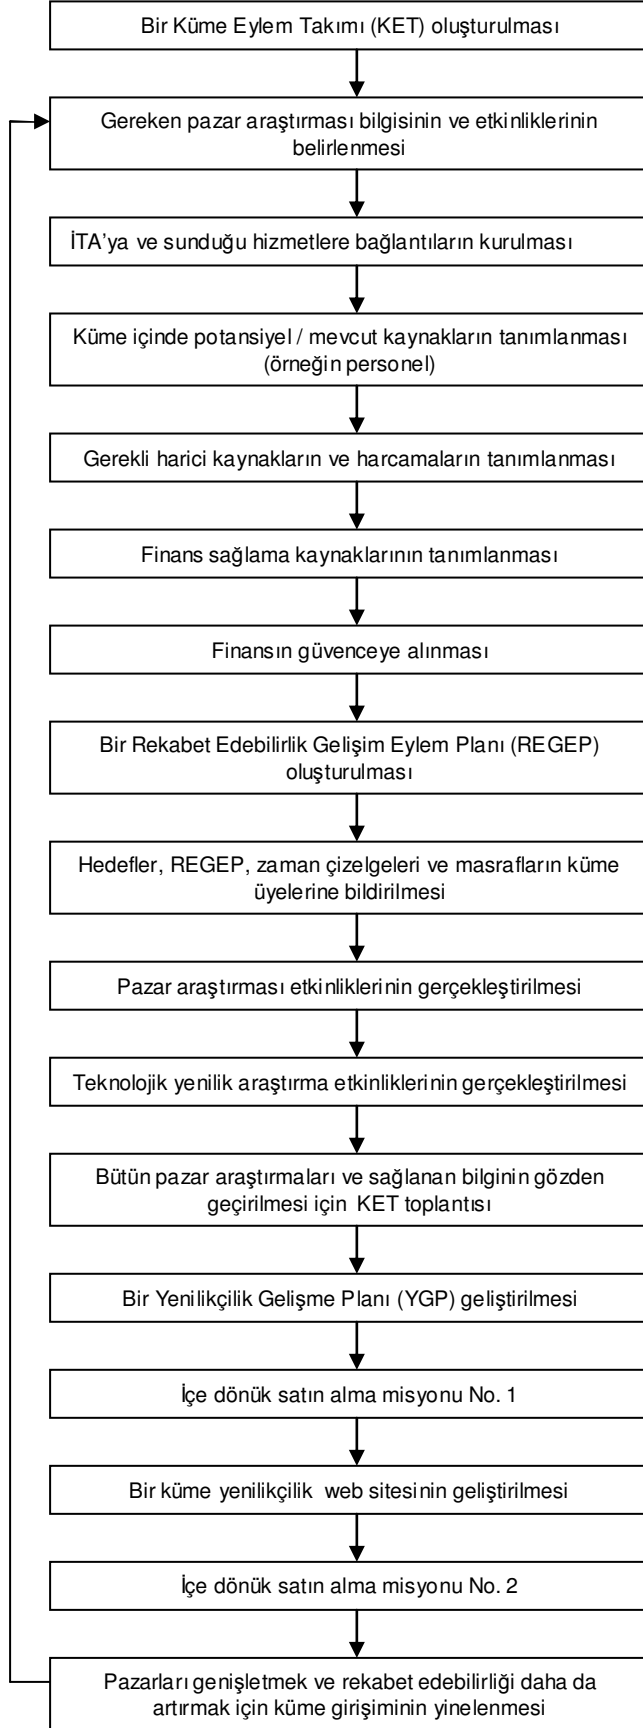 Bir Küme Eylem Takımı (KET) oluşturulması
Gereken pazar araştırması bilgisinin ve etkinliklerinin
belirlenmesi
İTA’ya ve sunduğu hizmetlere bağlantıların kurulması
Küme içinde potansiyel / mevcut kaynakların tanımlanması
(örneğin personel)
Gerekli harici kaynakların ve harcamaların tanımlanması
Finans sağlama kaynaklarının tanımlanması
Finansın güvenceye alınması
Bir Rekabet Edebilirlik Gelişim Eylem Planı (REGEP)
oluşturulması
Hedefler, REGEP, zaman çizelgeleri ve masrafların küme
üyelerine bildirilmesi
Pazar araştırması etkinliklerinin gerçekleştirilmesi
Teknolojik yenilik araştırma etkinliklerinin gerçekleştirilmesi
Bütün pazar araştırmaları ve sağlanan bilginin gözden
geçirilmesi için KET toplantısı
Bir Yenilikçilik Gelişme Planı (YGP) geliştirilmesi
İçe dönük satın alma misyonu No. 1
Bir küme yenilikçilik web sitesinin geliştirilmesi
İçe dönük satın alma misyonu No. 2
Pazarları genişletmek ve rekabet edebilirliği daha da
artırmak için küme girişiminin yinelenmesi